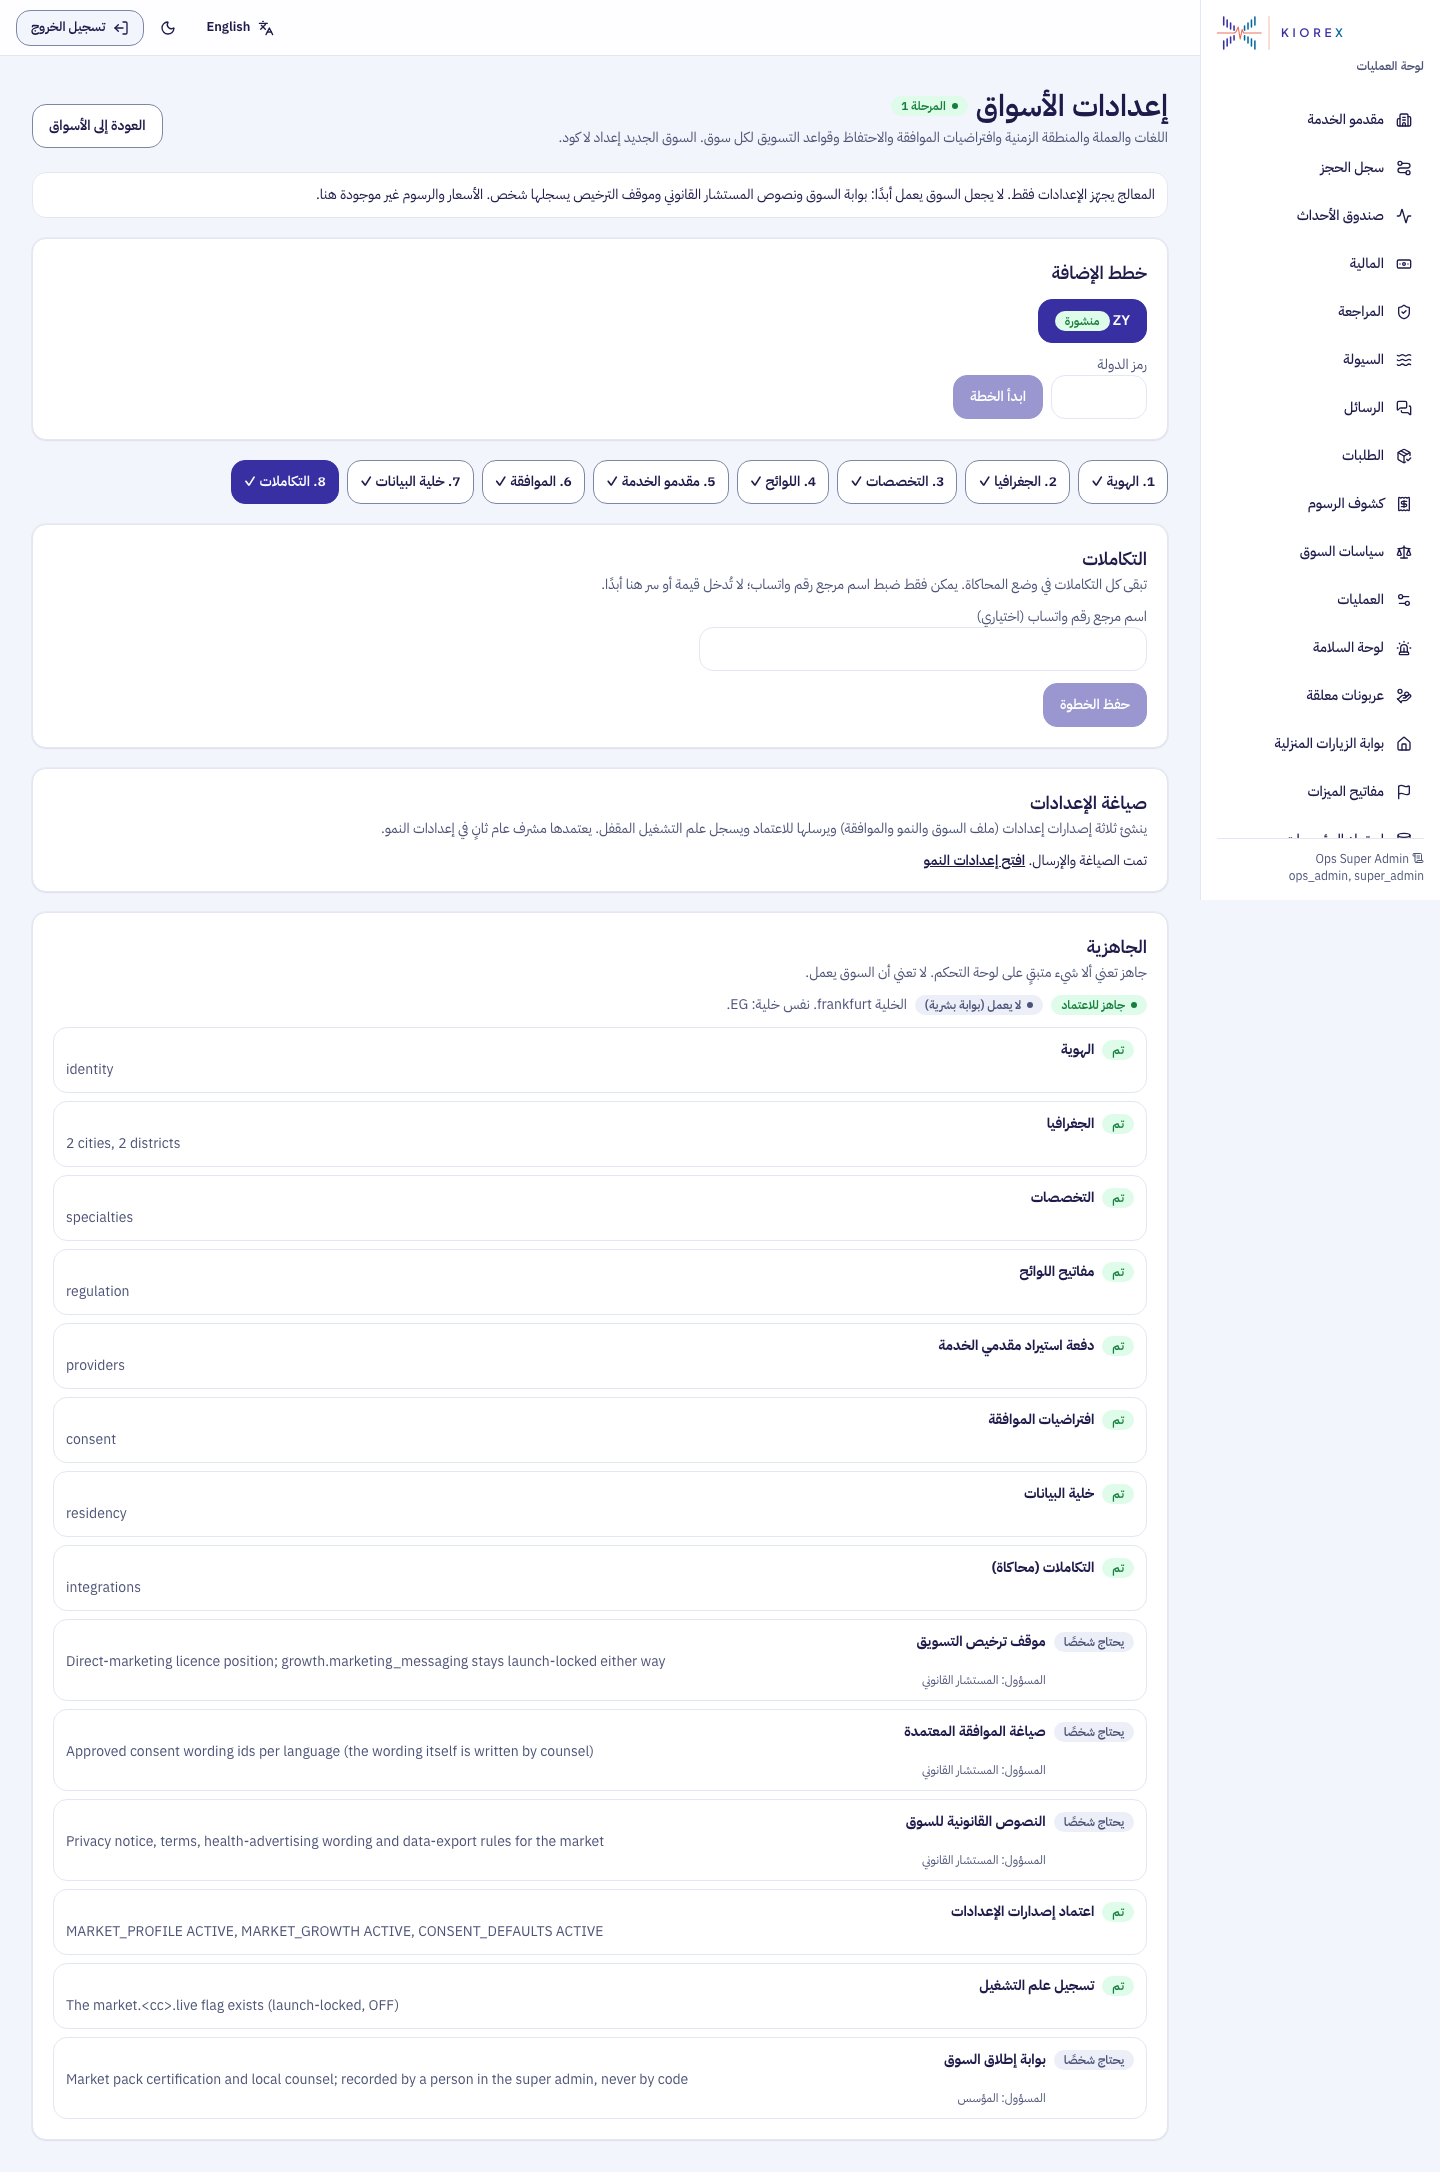 KIOREX
لوحة العمليات
مقدمو الخدمة
سجل الحجز
صندوق الأحداث
المالية
المراجعة
السيولة
الرسائل
الطلبات
كشوف الرسوم
سياسات السوق
العمليات
لوحة السلامة
عربونات معلقة
بوابة الزيارات المنزلية
مفاتيح الميزات
Ops Super Admin
ops_admin, super_admin
English
تسجيل الخروج
إعدادات الأسواق
المرحلة 1
اللغات والعملة والمنطقة الزمنية وافتراضيات الموافقة والاحتفاظ وقواعد التسويق لكل سوق. السوق الجديد إعداد لا كود.
العودة إلى الأسواق
المعالج يجهّز الإعدادات فقط. لا يجعل السوق يعمل أبدًا: بوابة السوق ونصوص المستشار القانوني وموقف الترخيص يسجلها شخص. الأسعار والرسوم غير موجودة هنا.
خطط الإضافة
ZY منشورة
رمز الدولة
ابدأ الخطة
1. الهوية ✓
2. الجغرافيا ✓
3. التخصصات ✓
4. اللوائح ✓
5. مقدمو الخدمة ✓
6. الموافقة ✓
7. خلية البيانات ✓
8. التكاملات ✓
التكاملات
تبقى كل التكاملات في وضع المحاكاة. يمكن فقط ضبط اسم مرجع رقم واتساب؛ لا تُدخل قيمة أو سر هنا أبدًا.
اسم مرجع رقم واتساب (اختياري)
حفظ الخطوة
صياغة الإعدادات
ينشئ ثلاثة إصدارات إعدادات (ملف السوق والنمو والموافقة) ويرسلها للاعتماد ويسجل علم التشغيل المقفل. يعتمدها مشرف عام ثانٍ في إعدادات النمو.
تمت الصياغة والإرسال. افتح إعدادات النمو
الجاهزية
جاهز تعني ألا شيء متبقٍ على لوحة التحكم. لا تعني أن السوق يعمل.
جاهز للاعتماد
لا يعمل (بوابة بشرية)
الخلية frankfurt. نفس خلية: EG.
تم الهوية
identity
تم الجغرافيا
2 cities, 2 districts
تم التخصصات
specialties
تم مفاتيح اللوائح
regulation
تم دفعة استيراد مقدمي الخدمة
providers
تم افتراضيات الموافقة
consent
تم خلية البيانات
residency
تم التكاملات (محاكاة)
integrations
يحتاج شخصًا موقف ترخيص التسويق
Direct-marketing licence position; growth.marketing_messaging stays launch-locked either way
المسؤول: المستشار القانوني
يحتاج شخصًا صياغة الموافقة المعتمدة
Approved consent wording ids per language (the wording itself is written by counsel)
المسؤول: المستشار القانوني
يحتاج شخصًا النصوص القانونية للسوق
Privacy notice, terms, health-advertising wording and data-export rules for the market
المسؤول: المستشار القانوني
تم اعتماد إصدارات الإعدادات
MARKET_PROFILE ACTIVE, MARKET_GROWTH ACTIVE, CONSENT_DEFAULTS ACTIVE
تم تسجيل علم التشغيل
The market.<cc>.live flag exists (launch-locked, OFF)
يحتاج شخصًا بوابة إطلاق السوق
Market pack certification and local counsel; recorded by a person in the super admin, never by code
المسؤول: المؤسس